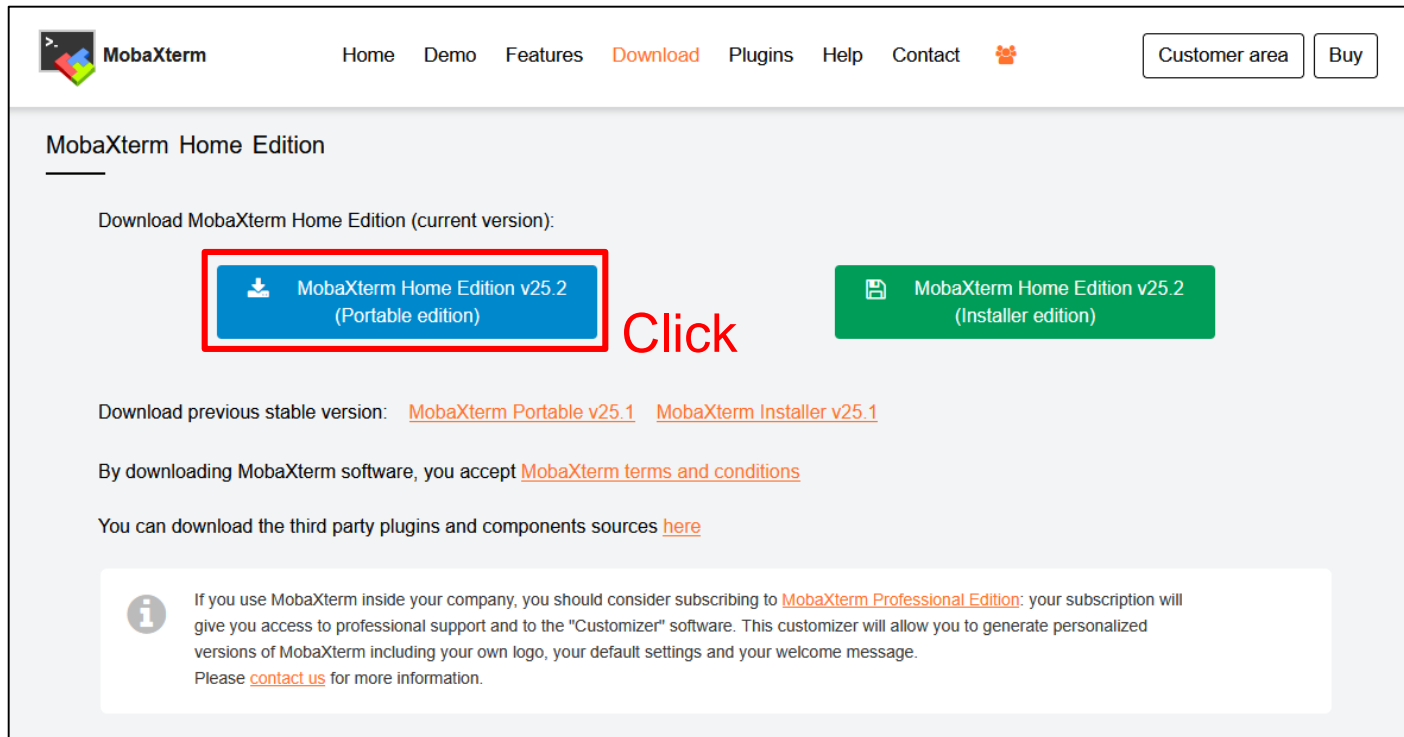 >_ MobaXterm Home Demo Features Download Plugins Help Contact Customer area Buy
MobaXterm Home Edition
Download MobaXterm Home Edition (current version):
MobaXterm Home Edition v25.2
(Portable edition)
Click
MobaXterm Home Edition v25.2
(Installer edition)
Download previous stable version: MobaXterm Portable v25.1 MobaXterm Installer v25.1
By downloading MobaXterm software, you accept MobaXterm terms and conditions
You can download the third party plugins and components sources here
If you use MobaXterm inside your company, you should consider subscribing to MobaXterm Professional Edition: your subscription will
give you access to professional support and to the "Customizer" software. This customizer will allow you to generate personalized
versions of MobaXterm including your own logo, your default settings and your welcome message.
Please contact us for more information.